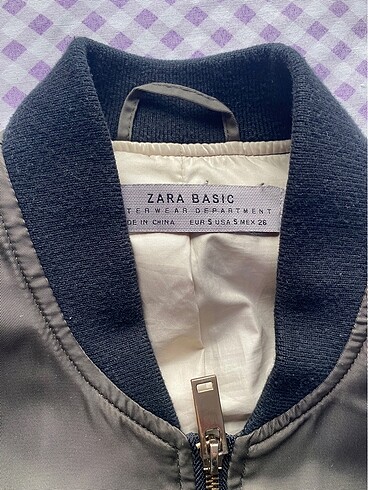 ZARA BASIC
TERWEAR DEPARTMENT
DE IN CHINA EUR S USA S MEX 26